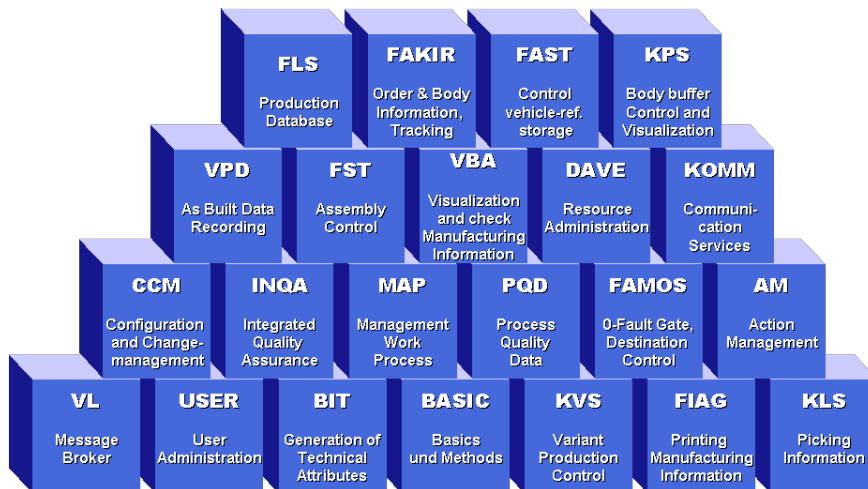 FLS
Production
Database
FAKIR
Order & Body
Information,
Tracking
FAST
Control
vehicle-ref.
storage
KPS
Body buffer
Control and
Visualization
VPD
As Built Data
Recording
FST
Assembly
Control
VBA
Visualization
and check
Manufacturing
Information
DAVE
Resource
Administration
KOMM
Communi-
cation
Services
CCM
Configuration
and Change-
management
INQA
Integrated
Quality
Assurance
MAP
Management
Work
Process
PQD
Process
Quality
Data
FAMOS
0-Fault Gate,
Destination
Control
AM
Action
Management
VL
Message
Broker
USER
User
Administration
BIT
Generation of
Technical
Attributes
BASIC
Basics
und Methods
KVS
Variant
Production
Control
FIAG
Printing
Manufacturing
Information
KLS
Picking
Information